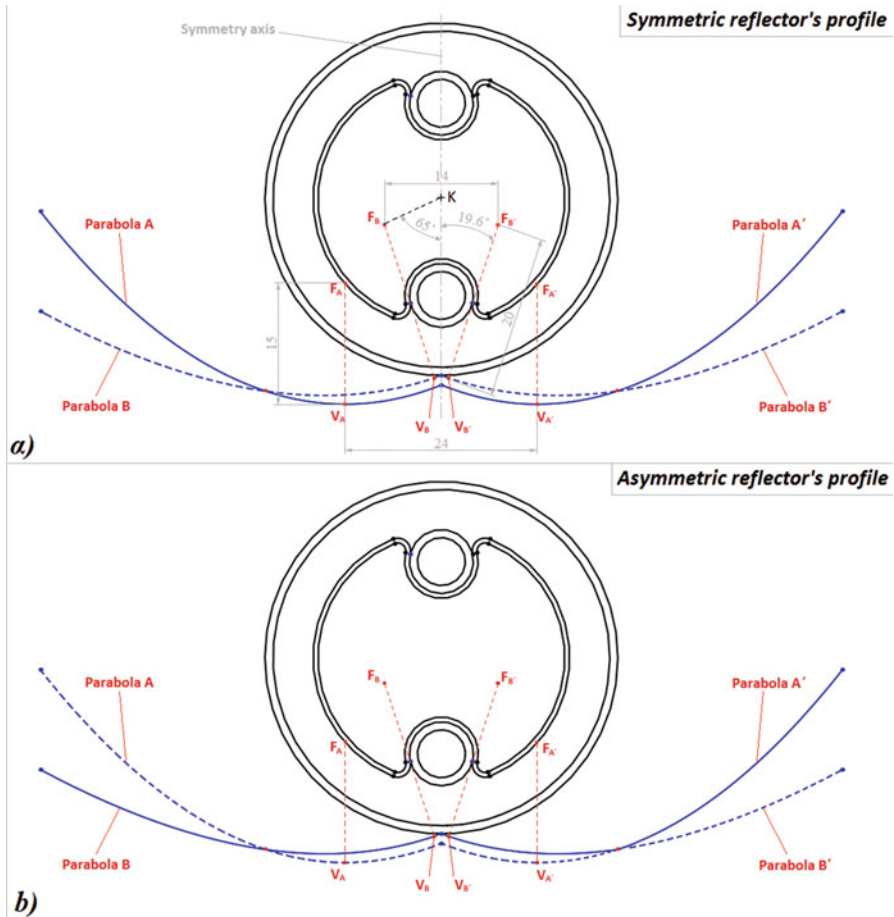 Symmetric reflector's profile
Symmetry axis
14
K
Parabola A
F_B
65°
19.6°
F_B′
Parabola A′
F_A
F_A′
15
20
Parabola B
Parabola B′
V_A
V_B
V_B′
V_A′
24
a)
Asymmetric reflector's profile
Parabola A
F_B
F_B′
Parabola A′
F_A
F_A′
Parabola B
V_A
V_B
V_B′
V_A′
Parabola B′
b)